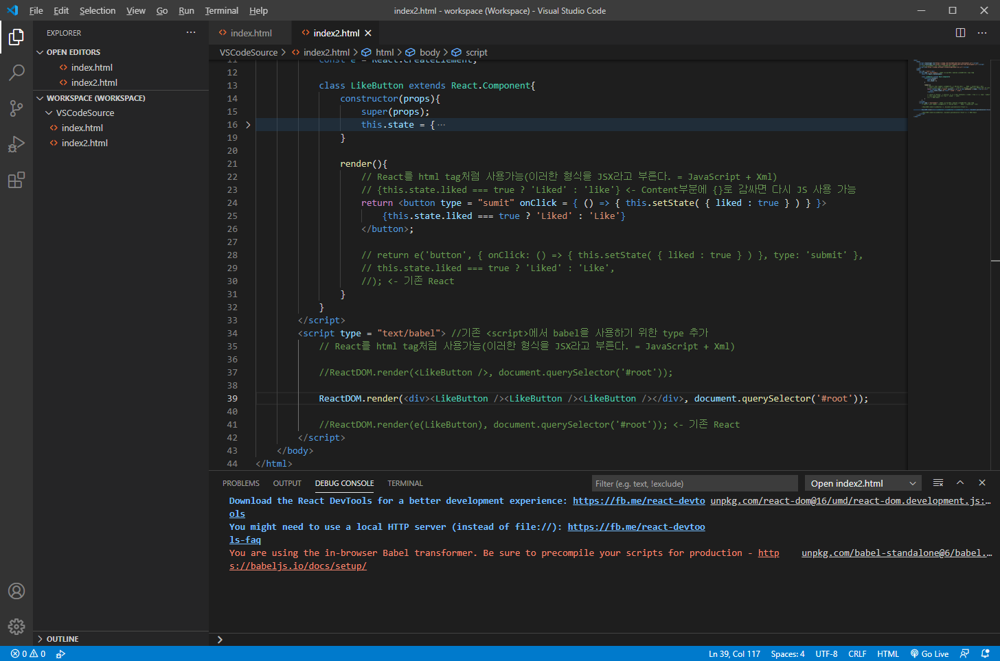 File Edit Selection View Go Run Terminal Help index2.html - workspace (Workspace) - Visual Studio Code
EXPLORER
OPEN EDITORS
index.html
index2.html
WORKSPACE (WORKSPACE)
VSCodeSource
index.html
index2.html
OUTLINE
index.html index2.html
VSCodeSource > index2.html > html > body > script
11 const e = React.createElement;
12
13 class LikeButton extends React.Component{
14 constructor(props){
15 super(props);
16 this.state = {···
19 }
20
21 render(){
22 // React를 html tag처럼 사용가능(이러한 형식을 JSX라고 부른다. = JavaScript + Xml)
23 // {this.state.liked === true ? 'Liked' : 'like'} <- Content부분에 {}로 감싸면 다시 JS 사용 가능
24 return <button type = "sumit" onClick = { () => { this.setState( { liked : true } ) } }>
25 {this.state.liked === true ? 'Liked' : 'Like'}
26 </button>;
27
28 // return e('button', { onClick: () => { this.setState( { liked : true } ) }, type: 'submit' },
29 // this.state.liked === true ? 'Liked' : 'Like',
30 //); <- 기존 React
31 }
32 }
33 </script>
34 <script type = "text/babel"> //기존 <script>에서 babel을 사용하기 위한 type 추가
35 // React를 html tag처럼 사용가능(이러한 형식을 JSX라고 부른다. = JavaScript + Xml)
36
37 //ReactDOM.render(<LikeButton />, document.querySelector('#root'));
38
39 ReactDOM.render(<div><LikeButton /><LikeButton /><LikeButton /></div>, document.querySelector('#root'));
40
41 //ReactDOM.render(e(LikeButton), document.querySelector('#root')); <- 기존 React
42 </script>
43 </body>
44 </html>
PROBLEMS OUTPUT DEBUG CONSOLE TERMINAL Filter (e.g. text, !exclude) Open index2.html
Download the React DevTools for a better development experience: https://fb.me/react-devto unpkg.com/react-dom@16/umd/react-dom.development.js:…
ols
You might need to use a local HTTP server (instead of file://): https://fb.me/react-devtoo
ls-faq
You are using the in-browser Babel transformer. Be sure to precompile your scripts for production - http unpkg.com/babel-standalone@6/babel.…
s://babeljs.io/docs/setup/
0 0 Ln 39, Col 117 Spaces: 4 UTF-8 CRLF HTML Go Live